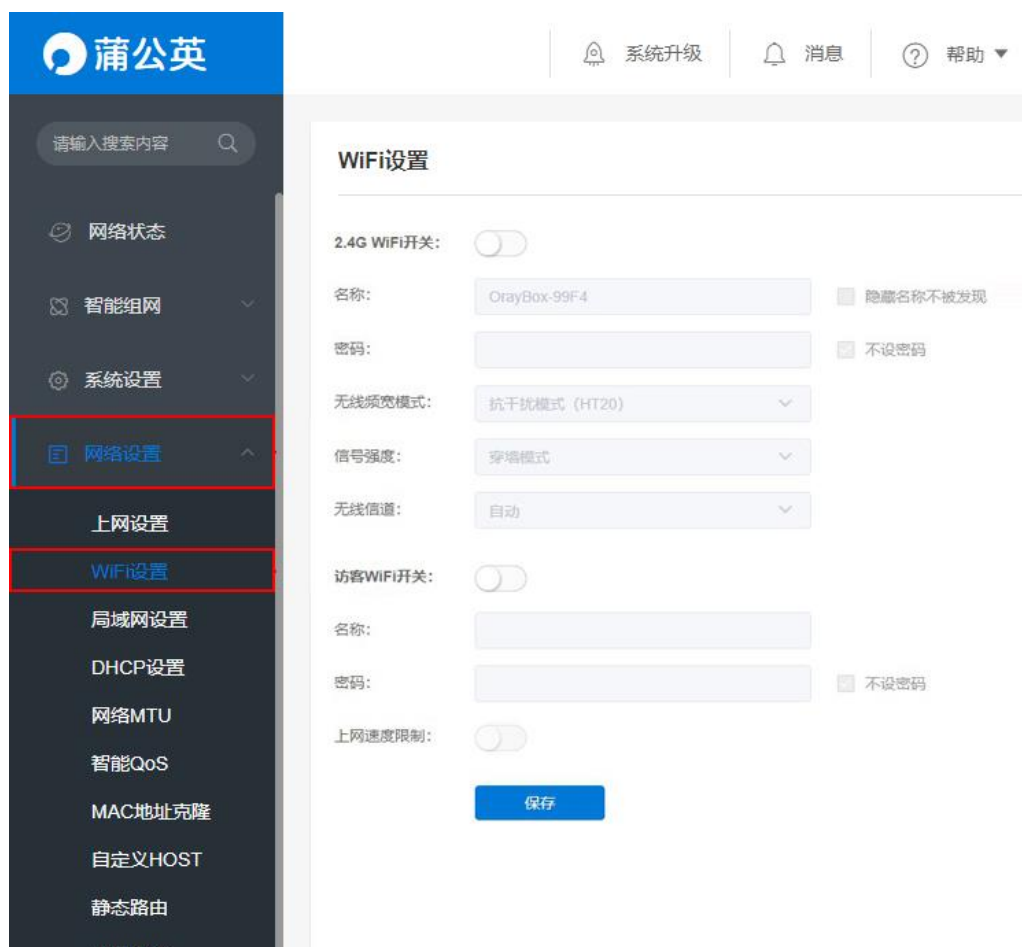 蒲公英
系统升级
消息
帮助
请输入搜索内容
网络状态
智能组网
系统设置
网络设置
上网设置
WiFi设置
局域网设置
DHCP设置
网络MTU
智能QoS
MAC地址克隆
自定义HOST
静态路由
WiFi设置
2.4G WiFi开关：
名称： OrayBox-99F4 隐藏名称不被发现
密码： 不设密码
无线频宽模式： 抗干扰模式（HT20）
信号强度： 穿墙模式
无线信道： 自动
访客WiFi开关：
名称：
密码： 不设密码
上网速度限制：
保存